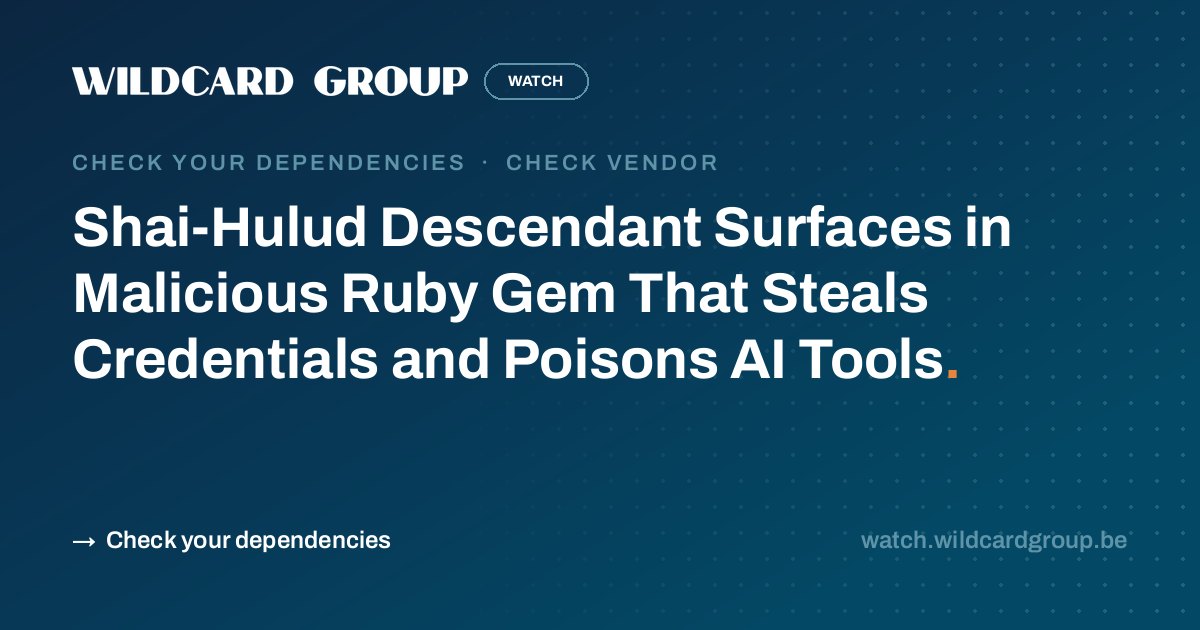 WILDCARD GROUP WATCH
CHECK YOUR DEPENDENCIES · CHECK VENDOR
Shai-Hulud Descendant Surfaces in
Malicious Ruby Gem That Steals
Credentials and Poisons AI Tools.
→ Check your dependencies
watch.wildcardgroup.be